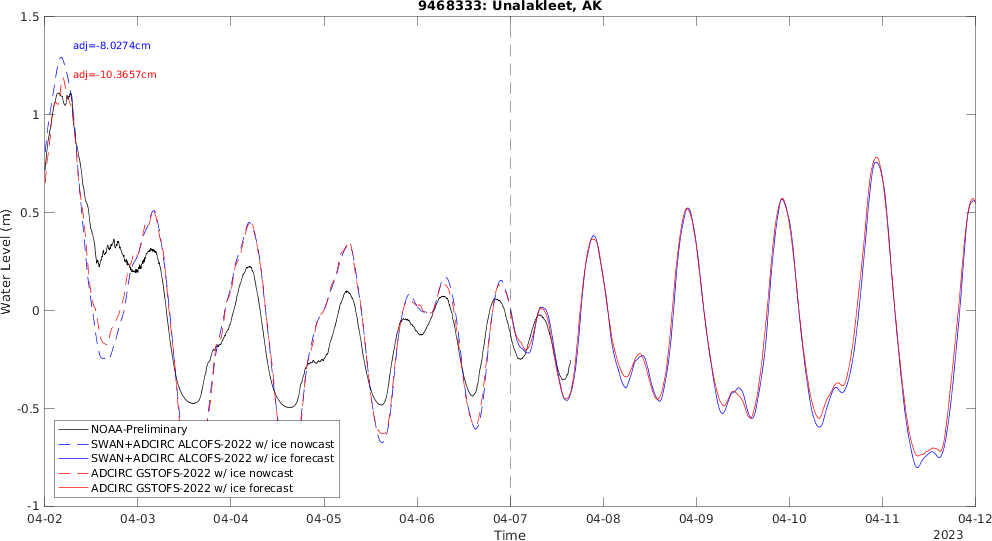 9468333: Unalakleet, AK
1.5
adj=-8.0274cm
adj=-10.3657cm
1
0.5
0
-0.5
-1
Water Level (m)
NOAA-Preliminary
SWAN+ADCIRC ALCOFS-2022 w/ ice nowcast
SWAN+ADCIRC ALCOFS-2022 w/ ice forecast
ADCIRC GSTOFS-2022 w/ ice nowcast
ADCIRC GSTOFS-2022 w/ ice forecast
04-02 04-03 04-04 04-05 04-06 04-07 04-08 04-09 04-10 04-11 04-12
Time
2023